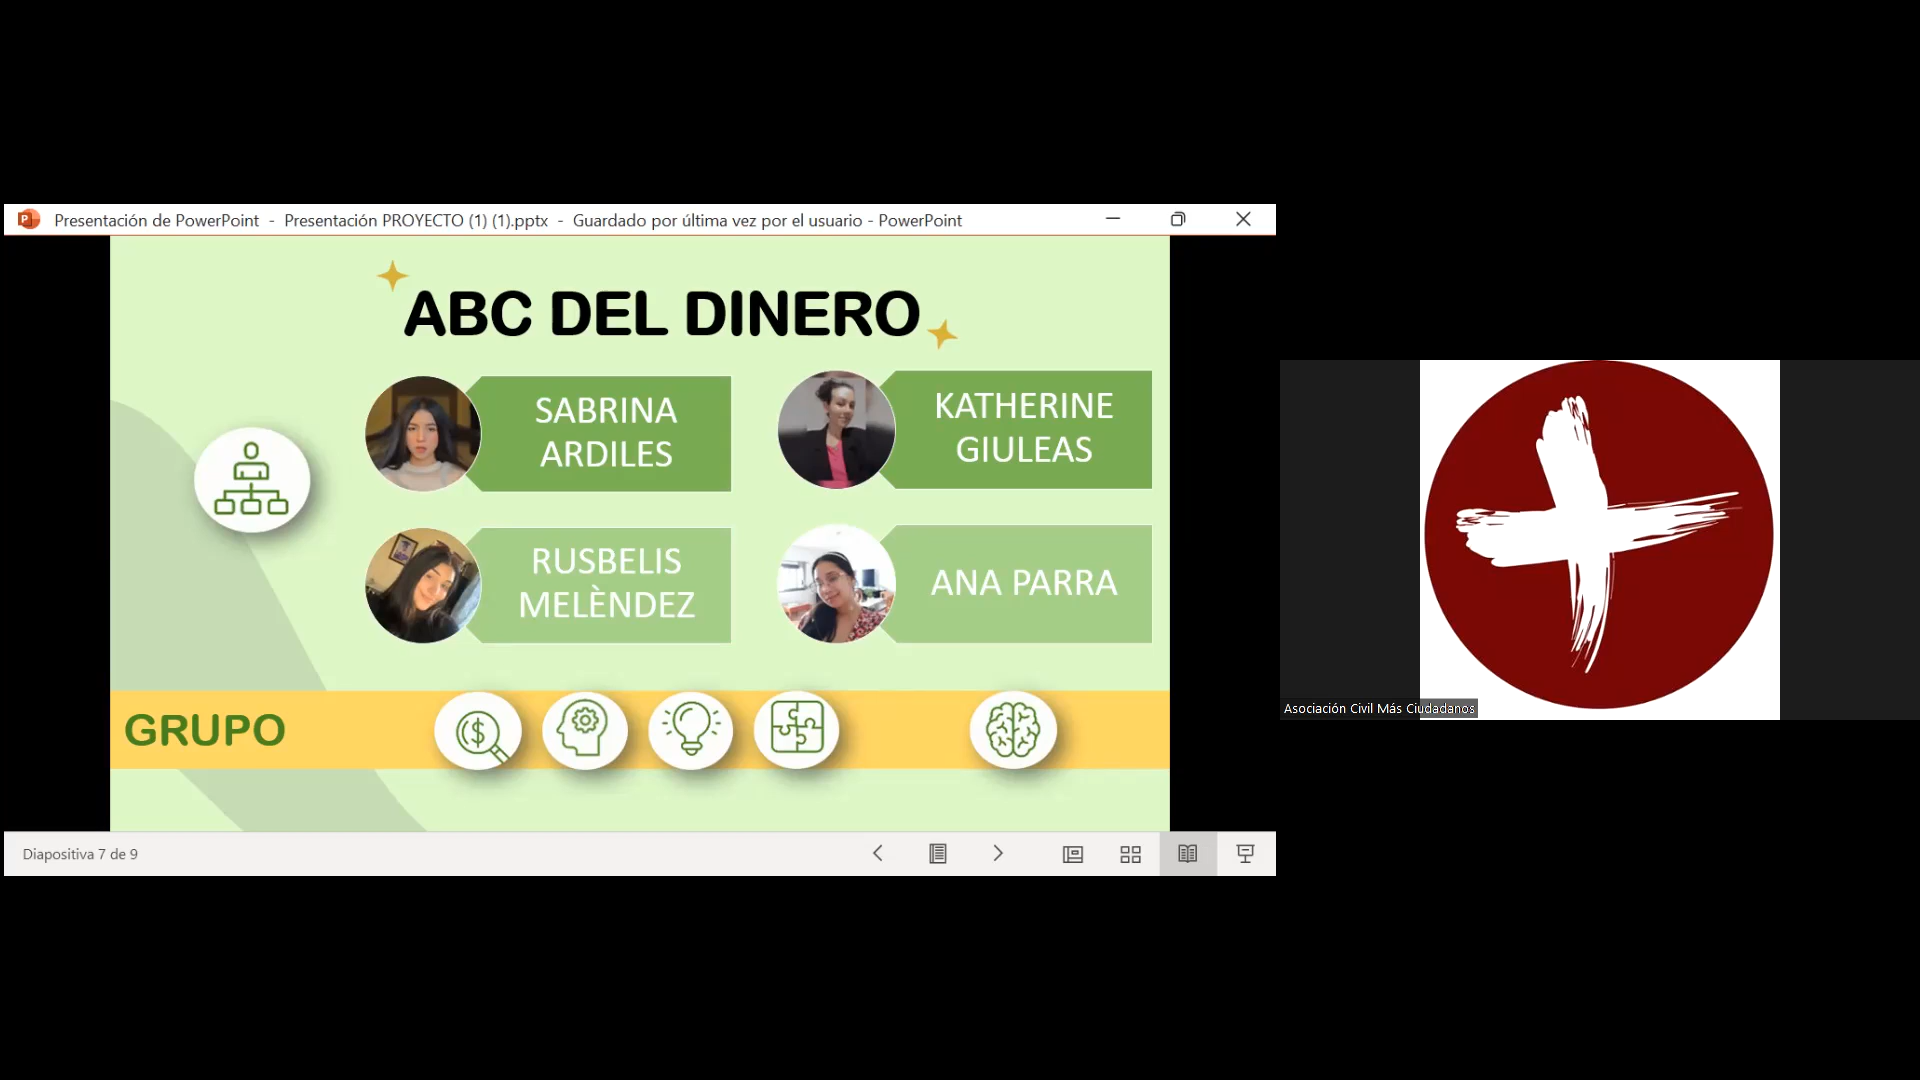 Presentación de PowerPoint - Presentación PROYECTO (1) (1).pptx - Guardado por última vez por el usuario - PowerPoint
ABC DEL DINERO
SABRINA
ARDILES
KATHERINE
GIULEAS
RUSBELIS
MELÈNDEZ
ANA PARRA
GRUPO
$
Asociación Civil Más Ciudadanos
Diapositiva 7 de 9